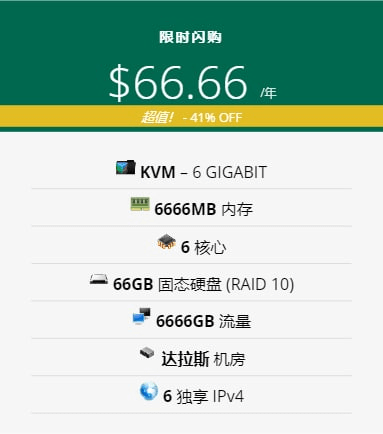 限时闪购
$66.66 /年
超值! - 41% OFF
KVM – 6 GIGABIT
6666MB 内存
6 核心
66GB 固态硬盘 (RAID 10)
6666GB 流量
达拉斯 机房
6 独享 IPv4